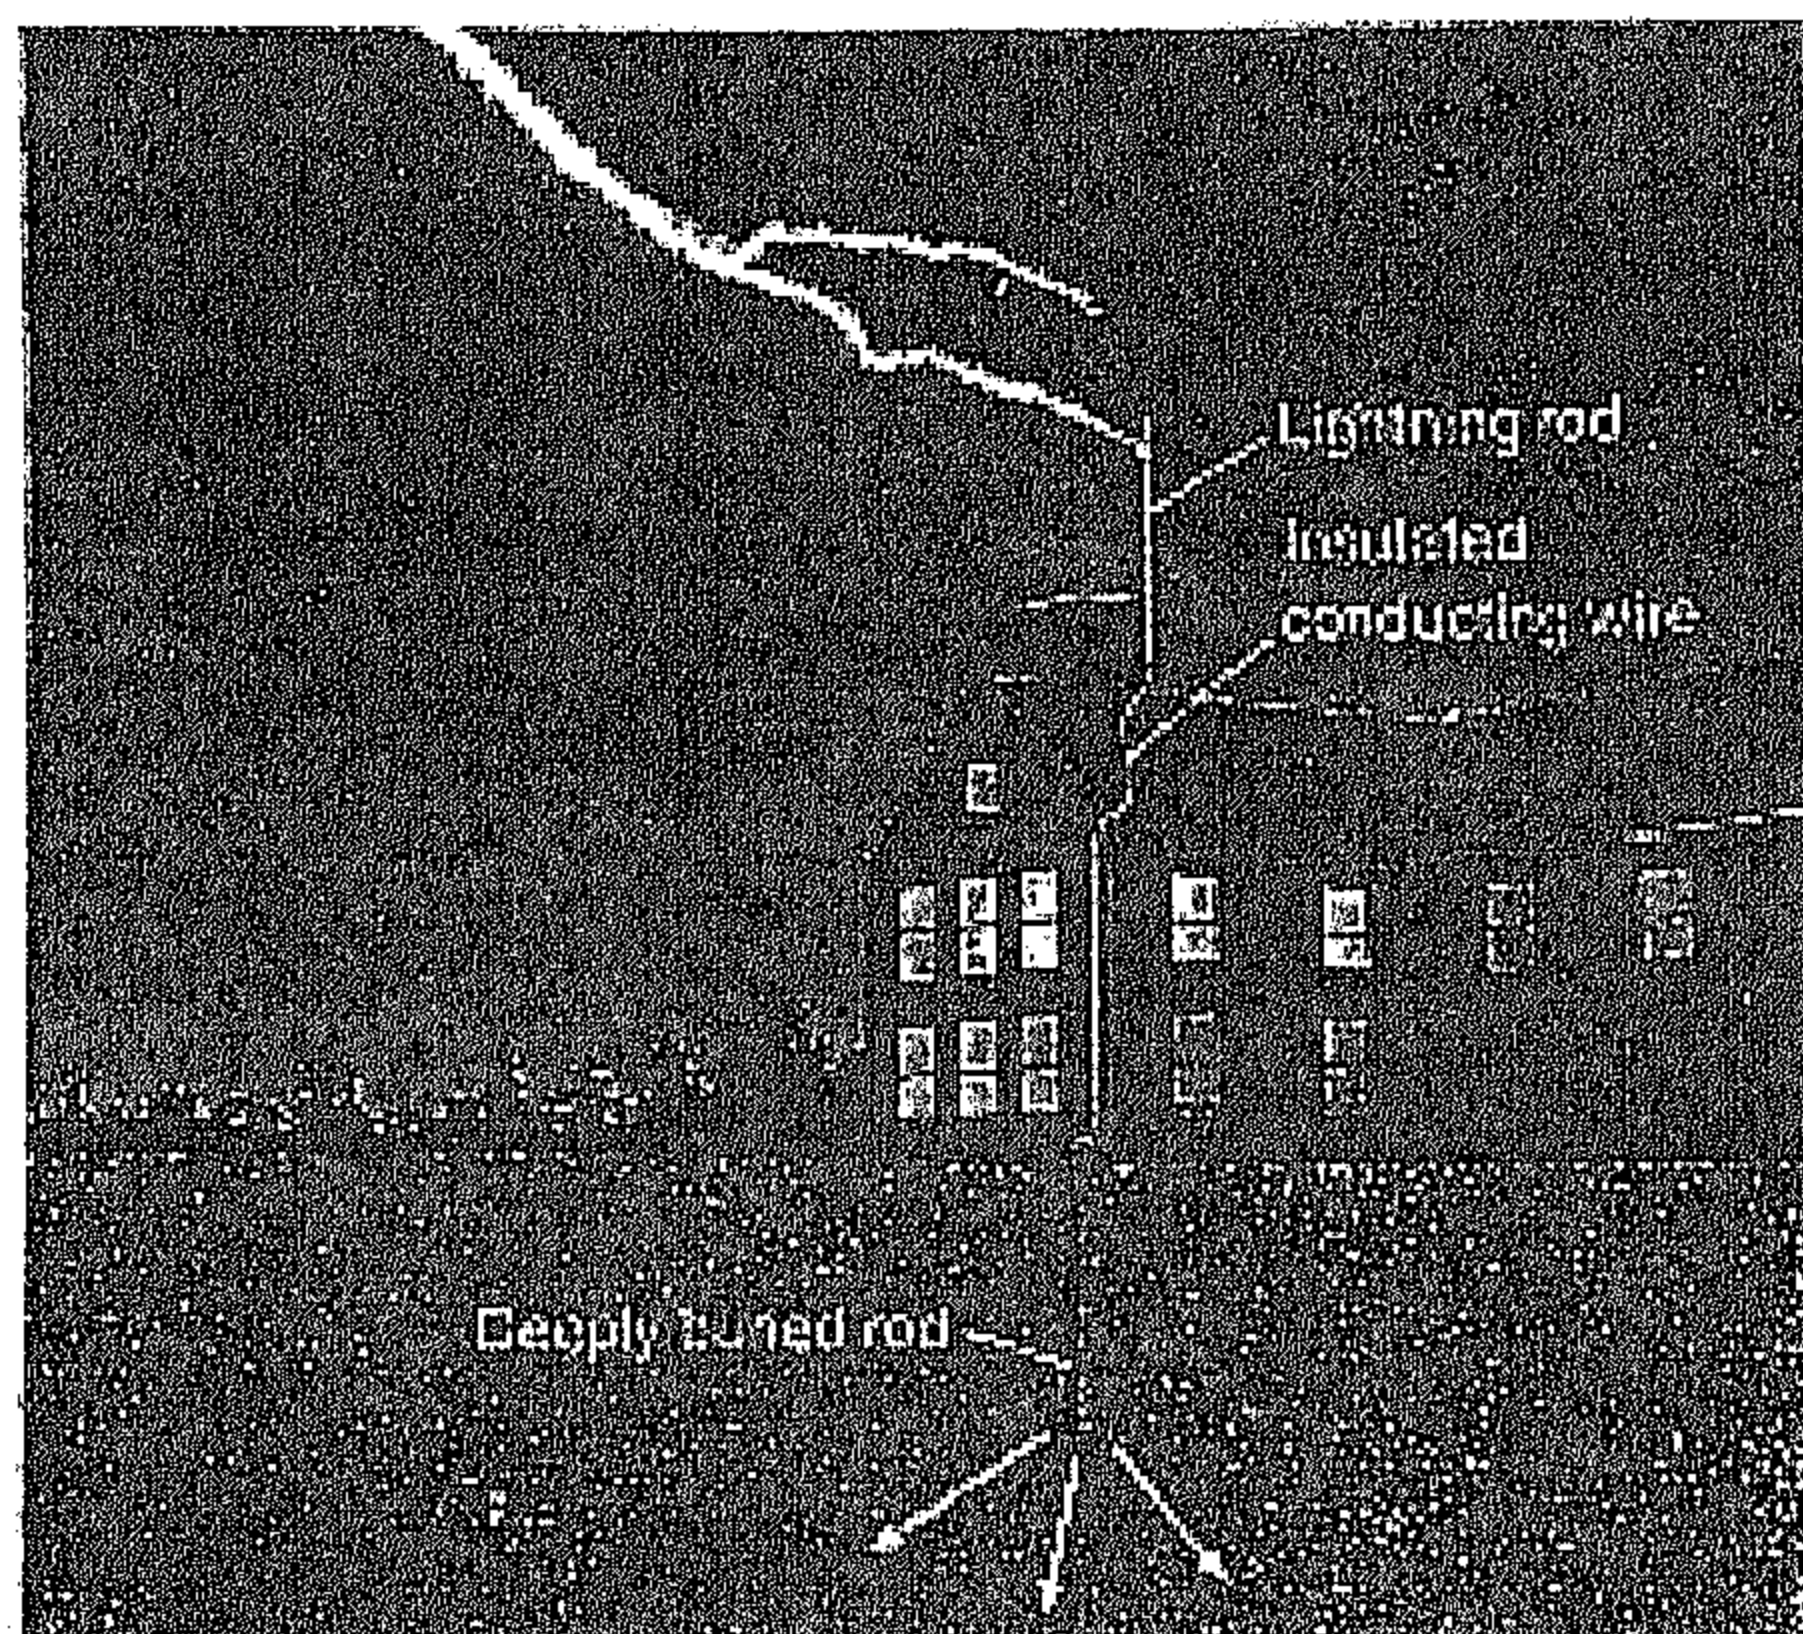 Lightning rod
Insulated
conducting wire
Deeply buried rod